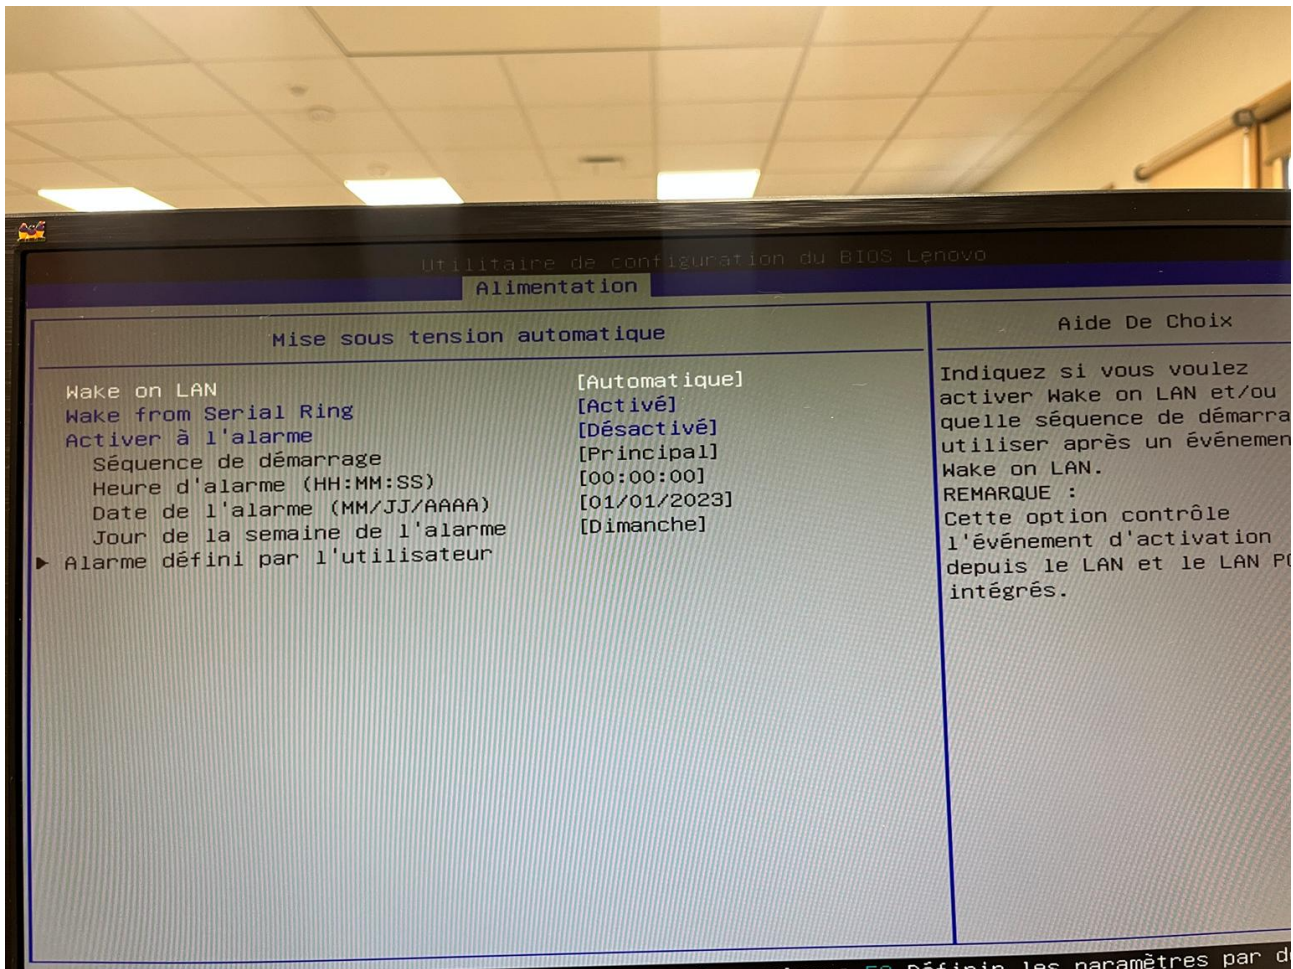 Utilitaire de configuration du BIOS Lenovo
Alimentation
Mise sous tension automatique
Wake on LAN [Automatique]
Wake from Serial Ring [Activé]
Activer à l'alarme [Désactivé]
Séquence de démarrage [Principal]
Heure d'alarme (HH:MM:SS) [00:00:00]
Date de l'alarme (MM/JJ/AAAA) [01/01/2023]
Jour de la semaine de l'alarme [Dimanche]
Alarme défini par l'utilisateur
Aide De Choix
Indiquez si vous voulez
activer Wake on LAN et/ou
quelle séquence de démarra
utiliser après un événemen
Wake on LAN.
REMARQUE :
Cette option contrôle
l'événement d'activation
depuis le LAN et le LAN
intégrés.
les paramètres par